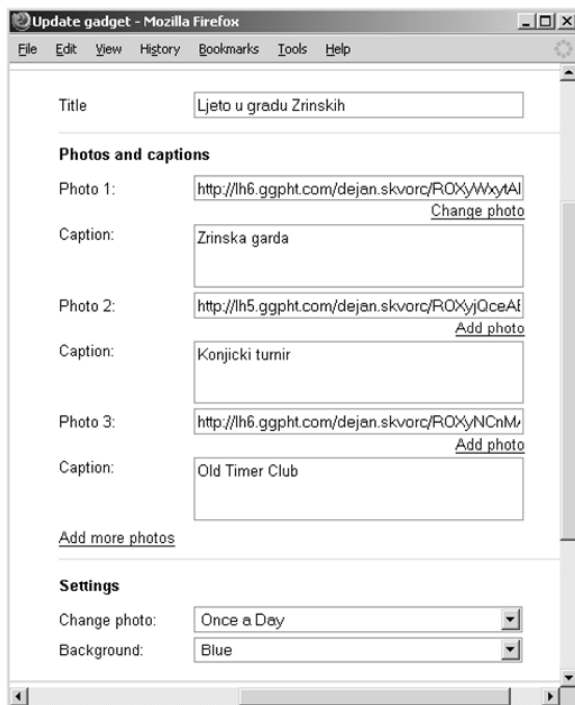 Update gadget - Mozilla Firefox
File Edit View History Bookmarks Tools Help
Title Ljeto u gradu Zrinskih
Photos and captions
Photo 1: http://lh6.ggpht.com/dejan.skvorc/ROXyWxytAl
Change photo
Caption: Zrinska garda
Photo 2: http://lh5.ggpht.com/dejan.skvorc/ROXyjQceAE
Add photo
Caption: Konjicki turnir
Photo 3: http://lh6.ggpht.com/dejan.skvorc/ROXyNCnM
Add photo
Caption: Old Timer Club
Add more photos
Settings
Change photo: Once a Day
Background: Blue